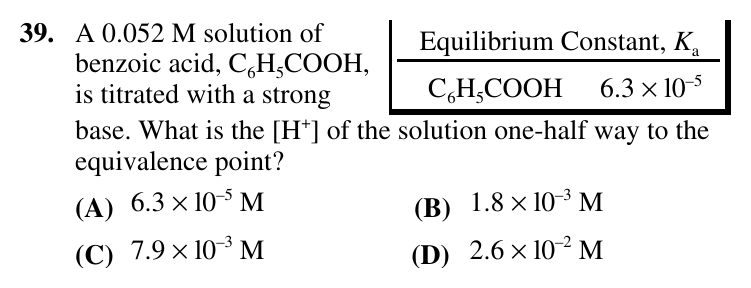 39. A 0.052 M solution of
benzoic acid, C₆H₅COOH,
is titrated with a strong
base. What is the [H⁺] of the solution one-half way to the
equivalence point?
Equilibrium Constant, Kₐ
C₆H₅COOH 6.3 × 10⁻⁵
(A) 6.3 × 10⁻⁵ M
(B) 1.8 × 10⁻³ M
(C) 7.9 × 10⁻³ M
(D) 2.6 × 10⁻² M